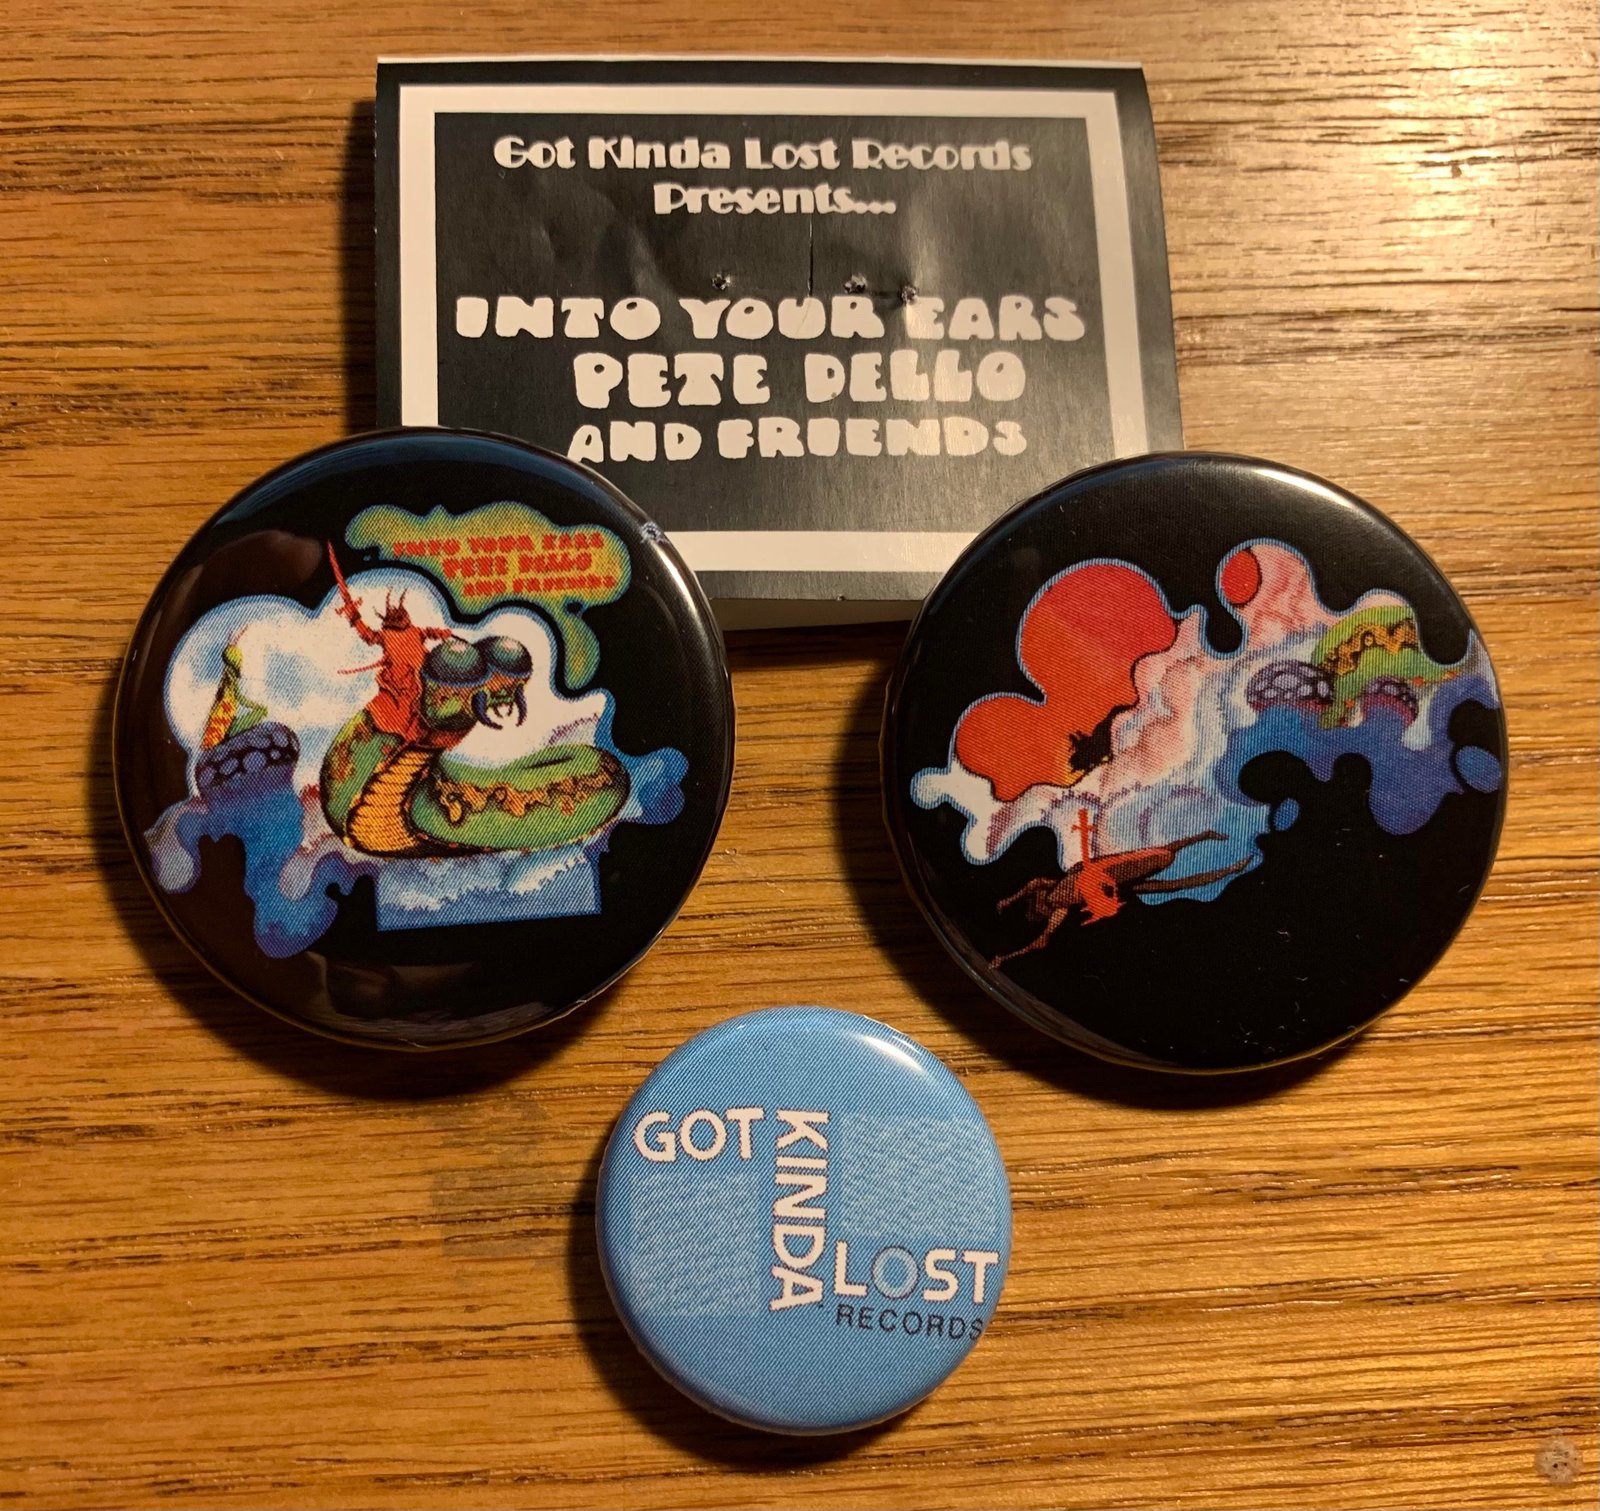 Got Kinda Lost Records
Presents...
INTO YOUR EARS
PETE DELLO
AND FRIENDS
INTO YOUR EARS
PETE DELLO
AND FRIENDS
GOT
KINDA
LOST
RECORDS